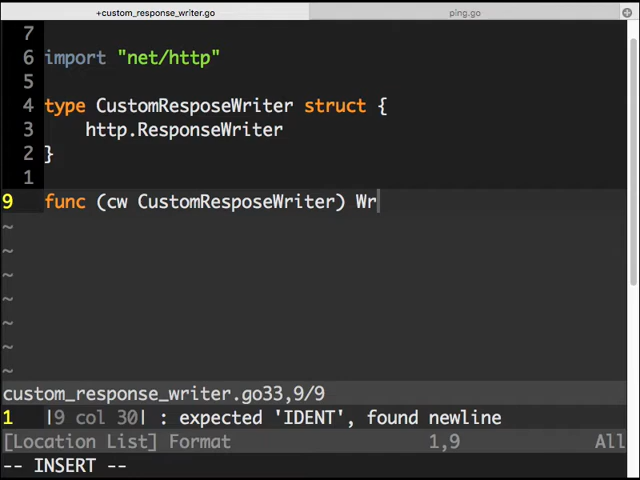 +custom_response_writer.go ping.go
7
6 import "net/http"
5
4 type CustomResposeWriter struct {
3 http.ResponseWriter
2 }
1
9 func (cw CustomResposeWriter) Wr
~
~
~
~
~
~
custom_response_writer.go33,9/9
1 |9 col 30| : expected 'IDENT', found newline
[Location List] Format 1,9 All
-- INSERT --